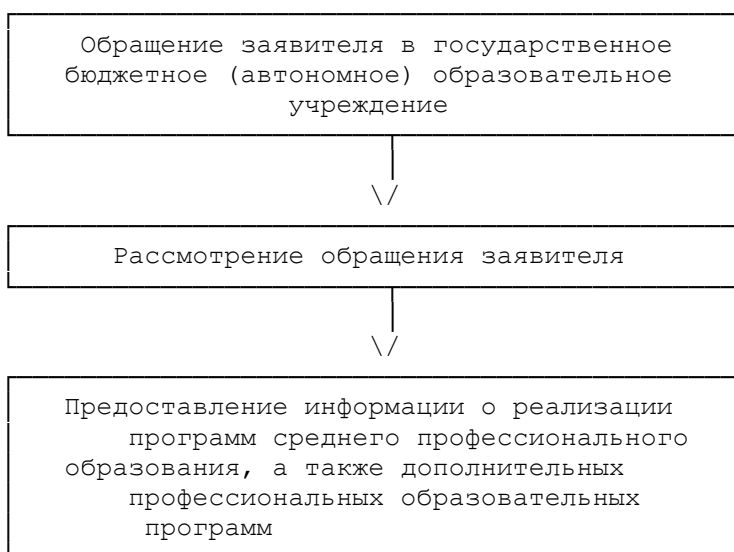 Обращение заявителя в государственное
бюджетное (автономное) образовательное
учреждение
\/
Рассмотрение обращения заявителя
\/
Предоставление информации о реализации
программ среднего профессионального
образования, а также дополнительных
профессиональных образовательных
программ